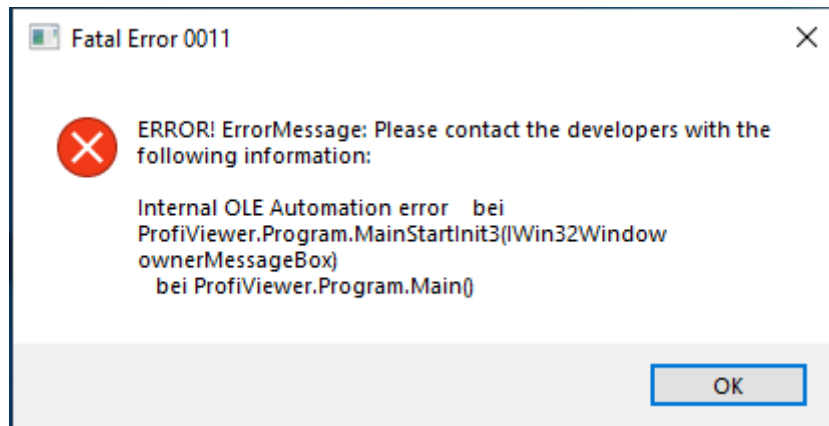 Fatal Error 0011
ERROR! ErrorMessage: Please contact the developers with the
following information:
Internal OLE Automation error    bei
ProfiViewer.Program.MainStartInit3(IWin32Window
ownerMessageBox)
bei ProfiViewer.Program.Main()
OK